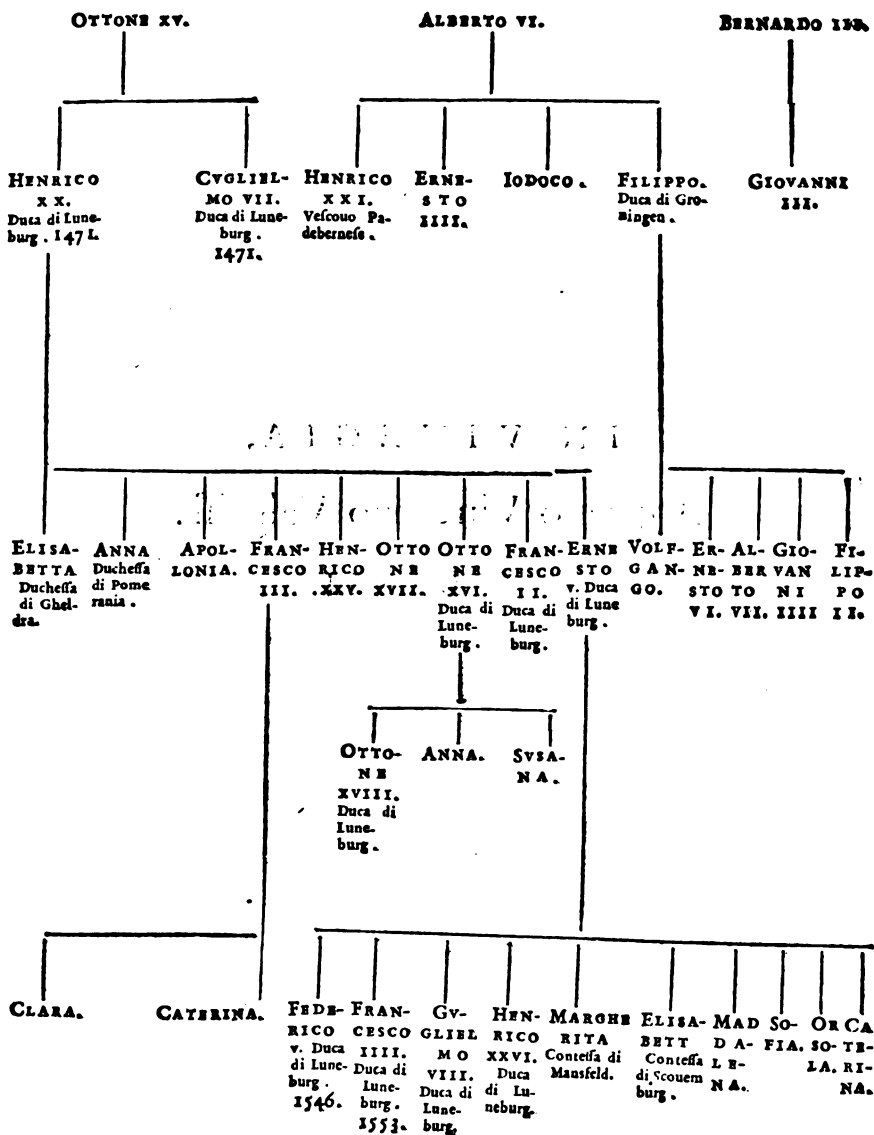 OTTONE XV.
ALBERTO VI.
BERNARDO III.
HENRICO
XX.
Duca di Lune-
burg. 1471.
CVGLIEL-
MO VII.
Duca di Lune-
burg.
1471.
HENRICO
XXI.
Veſcouo Pa-
deberneſe.
ERNE-
STO
IIII.
IODOCO.
FILIPPO.
Duca di Gro-
ningen.
GIOVANNE
III.
ELISA-
BETTA
Ducheſſa
di Ghel-
dra.
ANNA
Ducheſſa
di Pome
rania.
APOL-
LONIA.
FRAN-
CESCO
III.
HEN-
RICO
XXV.
OTTO
NE
XVII.
OTTO
NE
XVI.
Duca di
Lune-
burg.
FRAN-
CESCO
II.
Duca di
Lune-
burg.
ERNE
STO
v. Duca
di Lune
burg.
VOLF-
GAN-
GO.
ER-
NE-
STO
VI.
AL-
BER
TO
VII.
GIO-
VAN
NI
IIII
FI-
LIP-
PO
II.
OTTO-
NE
XVIII.
Duca di
Lune-
burg.
ANNA.
SVSA-
NA.
CLARA.
CATERINA.
FEDE-
RICO
v. Duca
di Lune-
burg.
1546.
FRAN-
CESCO
IIII.
Duca di
Lune-
burg.
1553.
GV-
GLIEL
MO
VIII.
Duca di
Lune-
burg.
HEN-
RICO
XXVI.
Duca
di Lu-
neburg.
MARGHE
RITA
Conteſſa di
Mansfeld.
ELISA-
BETT
Conteſſa
di Scouem
burg.
MAD
DA-
LE-
NA.
SO-
FIA.
OR
SO-
LA.
CA
TE-
RI-
NA.